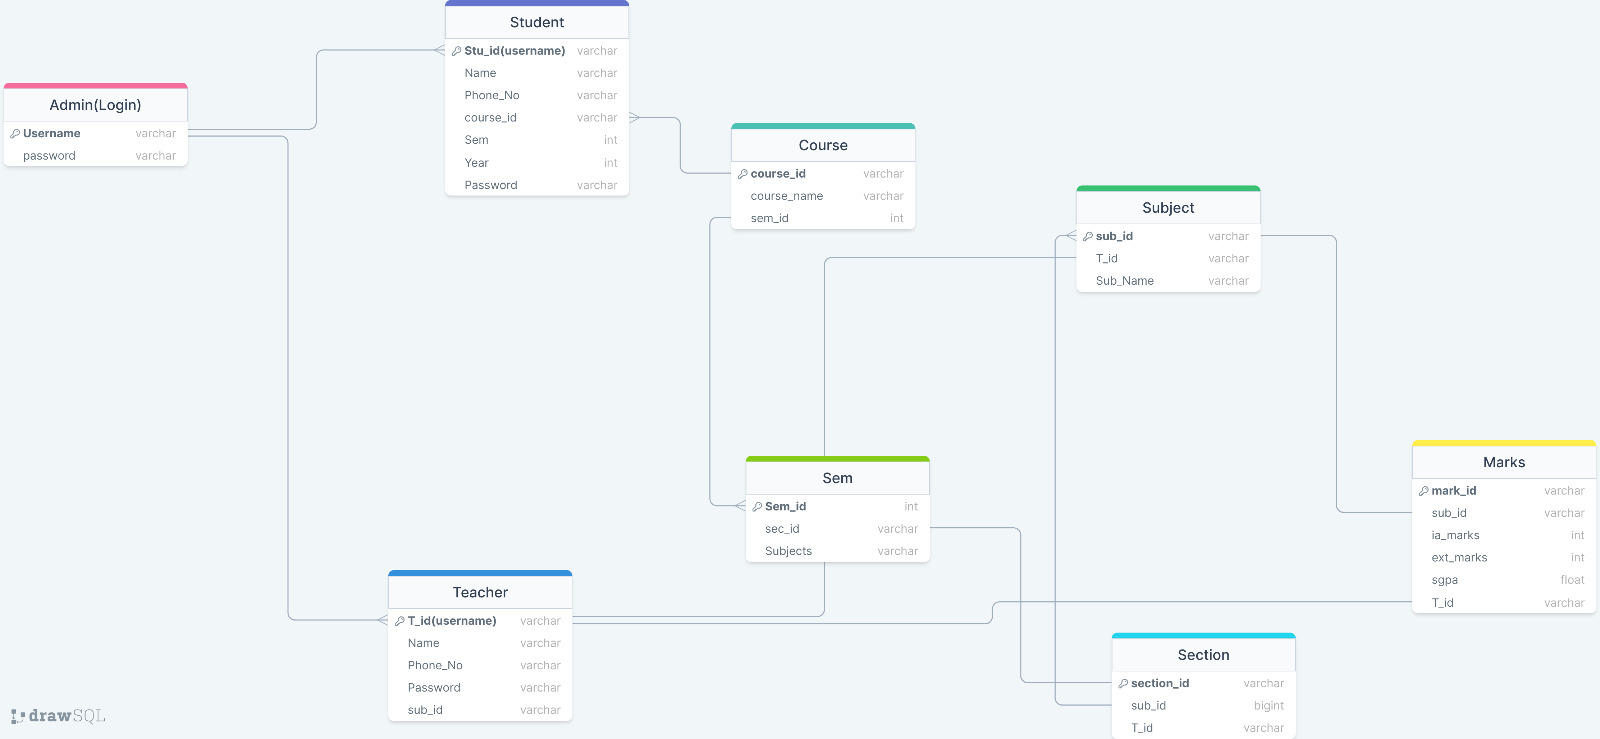 Student
Stu_id(username) varchar
Name varchar
Phone_No varchar
course_id varchar
Sem int
Year int
Password varchar
Admin(Login)
Username varchar
password varchar
Course
course_id varchar
course_name varchar
sem_id int
Subject
sub_id varchar
T_id varchar
Sub_Name varchar
Sem
Sem_id int
sec_id varchar
Subjects varchar
Marks
mark_id varchar
sub_id varchar
ia_marks int
ext_marks int
sgpa float
T_id varchar
Teacher
T_id(username) varchar
Name varchar
Phone_No varchar
Password varchar
sub_id varchar
Section
section_id varchar
sub_id bigint
T_id varchar
drawSQL